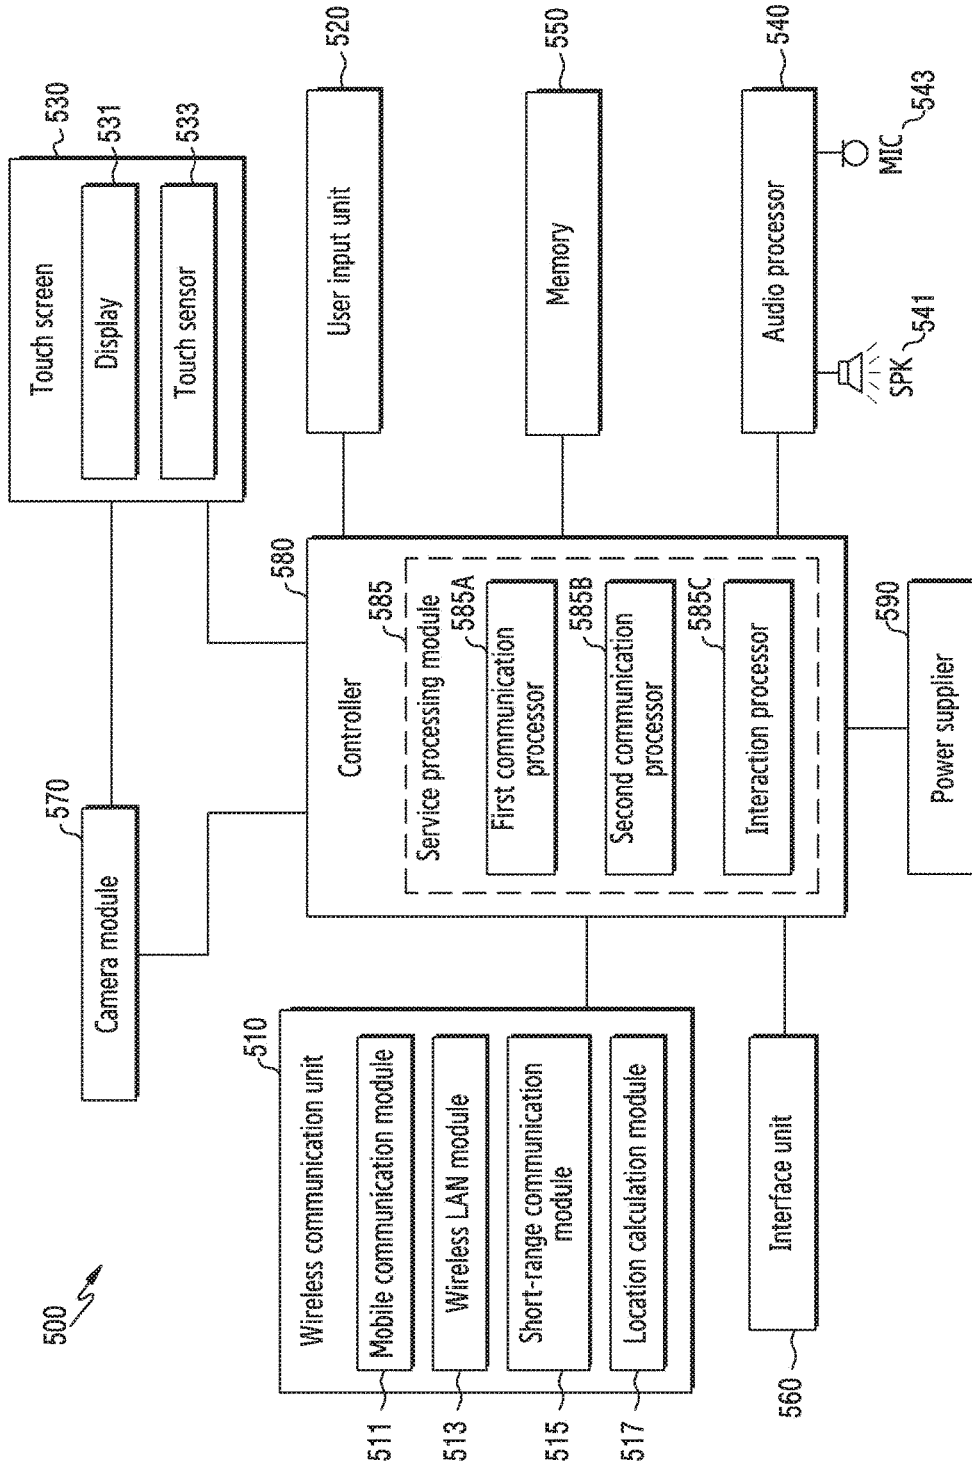 500
510
Wireless communication unit
511
Mobile communication module
513
Wireless LAN module
515
Short-range communication
module
517
Location calculation module
560
Interface unit
570
Camera module
580
Controller
585
Service processing module
585A
First communication
processor
585B
Second communication
processor
585C
Interaction processor
590
Power supplier
530
Touch screen
531
Display
533
Touch sensor
520
User input unit
550
Memory
540
Audio processor
SPK
541
MIC
543